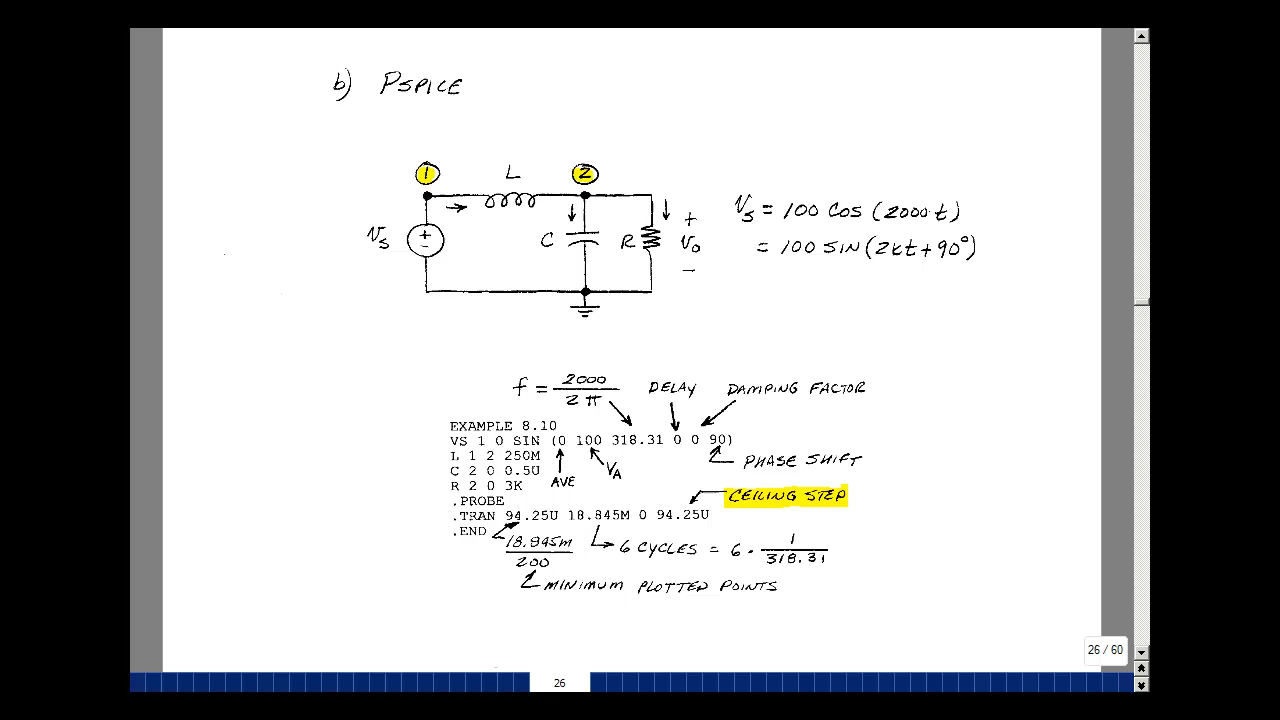 b) PSPICE
1 L 2
Vs + - C R + Vo -
Vs = 100 COS (2000t)
= 100 SIN (2kt + 90°)
f = 2000 / 2π DELAY DAMPING FACTOR
EXAMPLE 8.10
VS 1 0 SIN (0 100 318.31 0 0 90)
L 1 2 250M
C 2 0 0.5U
R 2 0 3K
AVE VA PHASE SHIFT
.PROBE
CEILING STEP
.TRAN 94.25U 18.845M 0 94.25U
.END
18.845m / 200 6 CYCLES = 6 · 1 / 318.31
MINIMUM PLOTTED POINTS
26 / 60
26